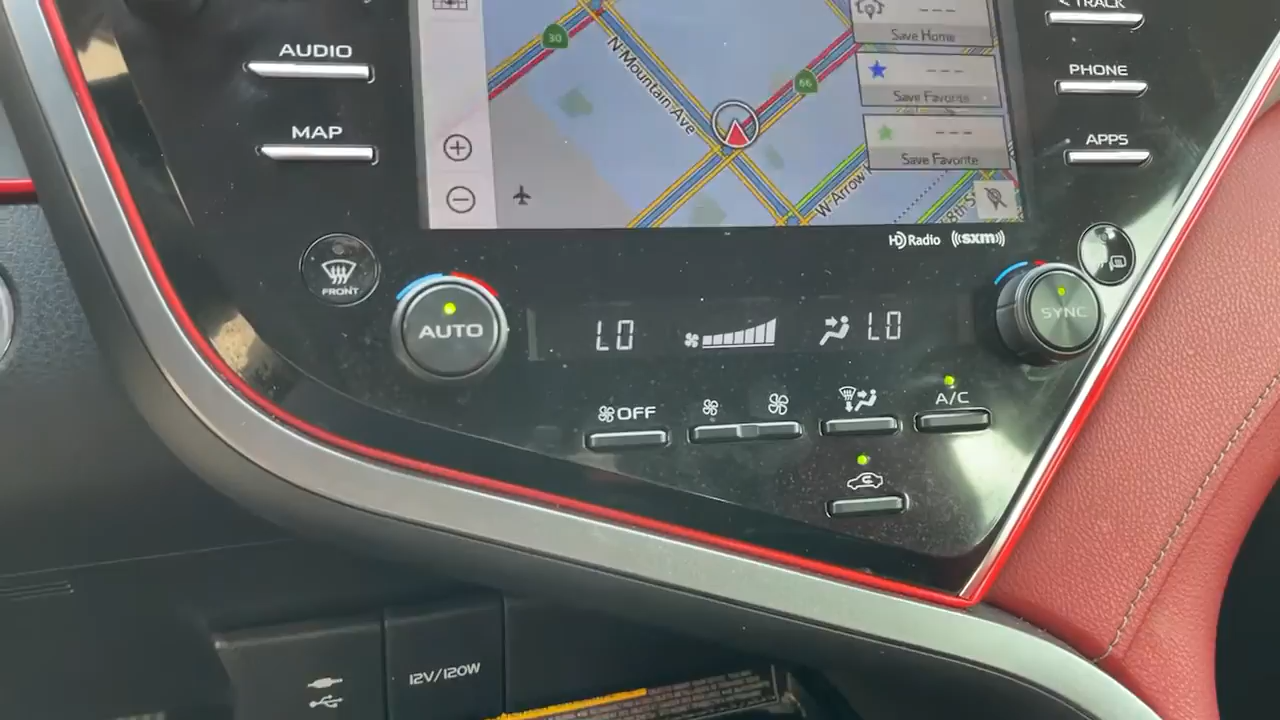 AUDIO
MAP
30
N Mountain Ave
66
W Arrow
8th S
Save Home
Save Favorite
Save Favorite
< TRACK
PHONE
APPS
HD Radio
((sxm))
FRONT
AUTO
LO
LO
SYNC
OFF
A/C
12V/120W